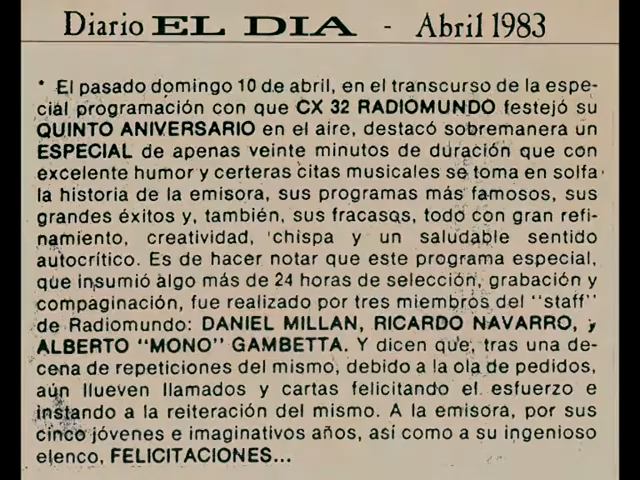 Diario EL DIA - Abril 1983
* El pasado domingo 10 de abril, en el transcurso de la espe-
cial programación con que CX 32 RADIOMUNDO festejó su
QUINTO ANIVERSARIO en el aire, destacó sobremanera un
ESPECIAL de apenas veinte minutos de duración que con
excelente humor y certeras citas musicales se toma en solfa
la historia de la emisora, sus programas más famosos, sus
grandes éxitos y, también, sus fracasos, todo con gran refi-
namiento, creatividad, chispa y un saludable sentido
autocrítico. Es de hacer notar que este programa especial,
que insumió algo más de 24 horas de selección, grabación y
compaginación, fue realizado por tres miembros del "staff"
de Radiomundo: DANIEL MILLAN, RICARDO NAVARRO, y
ALBERTO "MONO" GAMBETTA. Y dicen que, tras una de-
cena de repeticiones del mismo, debido a la ola de pedidos,
aún llueven llamados y cartas felicitando el esfuerzo e
instando a la reiteración del mismo. A la emisora, por sus
cinco jóvenes e imaginativos años, así como a su ingenioso
elenco, FELICITACIONES...